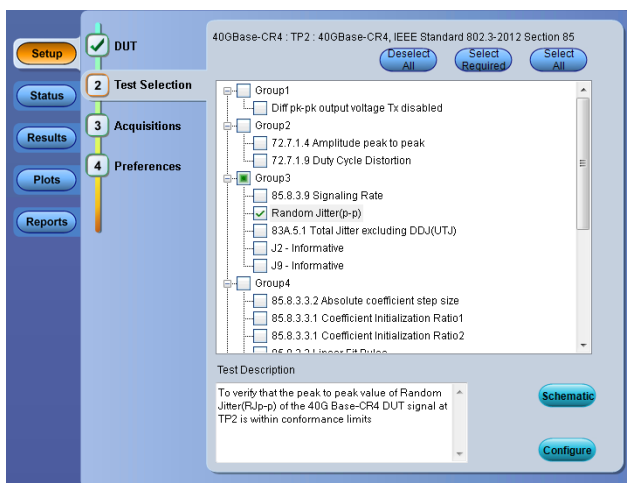 Setup
Status
Results
Plots
Reports
DUT
2 Test Selection
3 Acquisitions
4 Preferences
40GBase-CR4 : TP2 : 40GBase-CR4, IEEE Standard 802.3-2012 Section 85
Deselect All
Select Required
Select All
Group1
Diff pk-pk output voltage Tx disabled
Group2
72.7.1.4 Amplitude peak to peak
72.7.1.9 Duty Cycle Distortion
Group3
85.8.3.9 Signaling Rate
Random Jitter(p-p)
83A.5.1 Total Jitter excluding DDJ(UTJ)
J2 - Informative
J9 - Informative
Group4
85.8.3.3.2 Absolute coefficient step size
85.8.3.3.1 Coefficient Initialization Ratio1
85.8.3.3.1 Coefficient Initialization Ratio2
Test Description
To verify that the peak to peak value of Random
Jitter(RJp-p) of the 40G Base-CR4 DUT signal at
TP2 is within conformance limits
Schematic
Configure